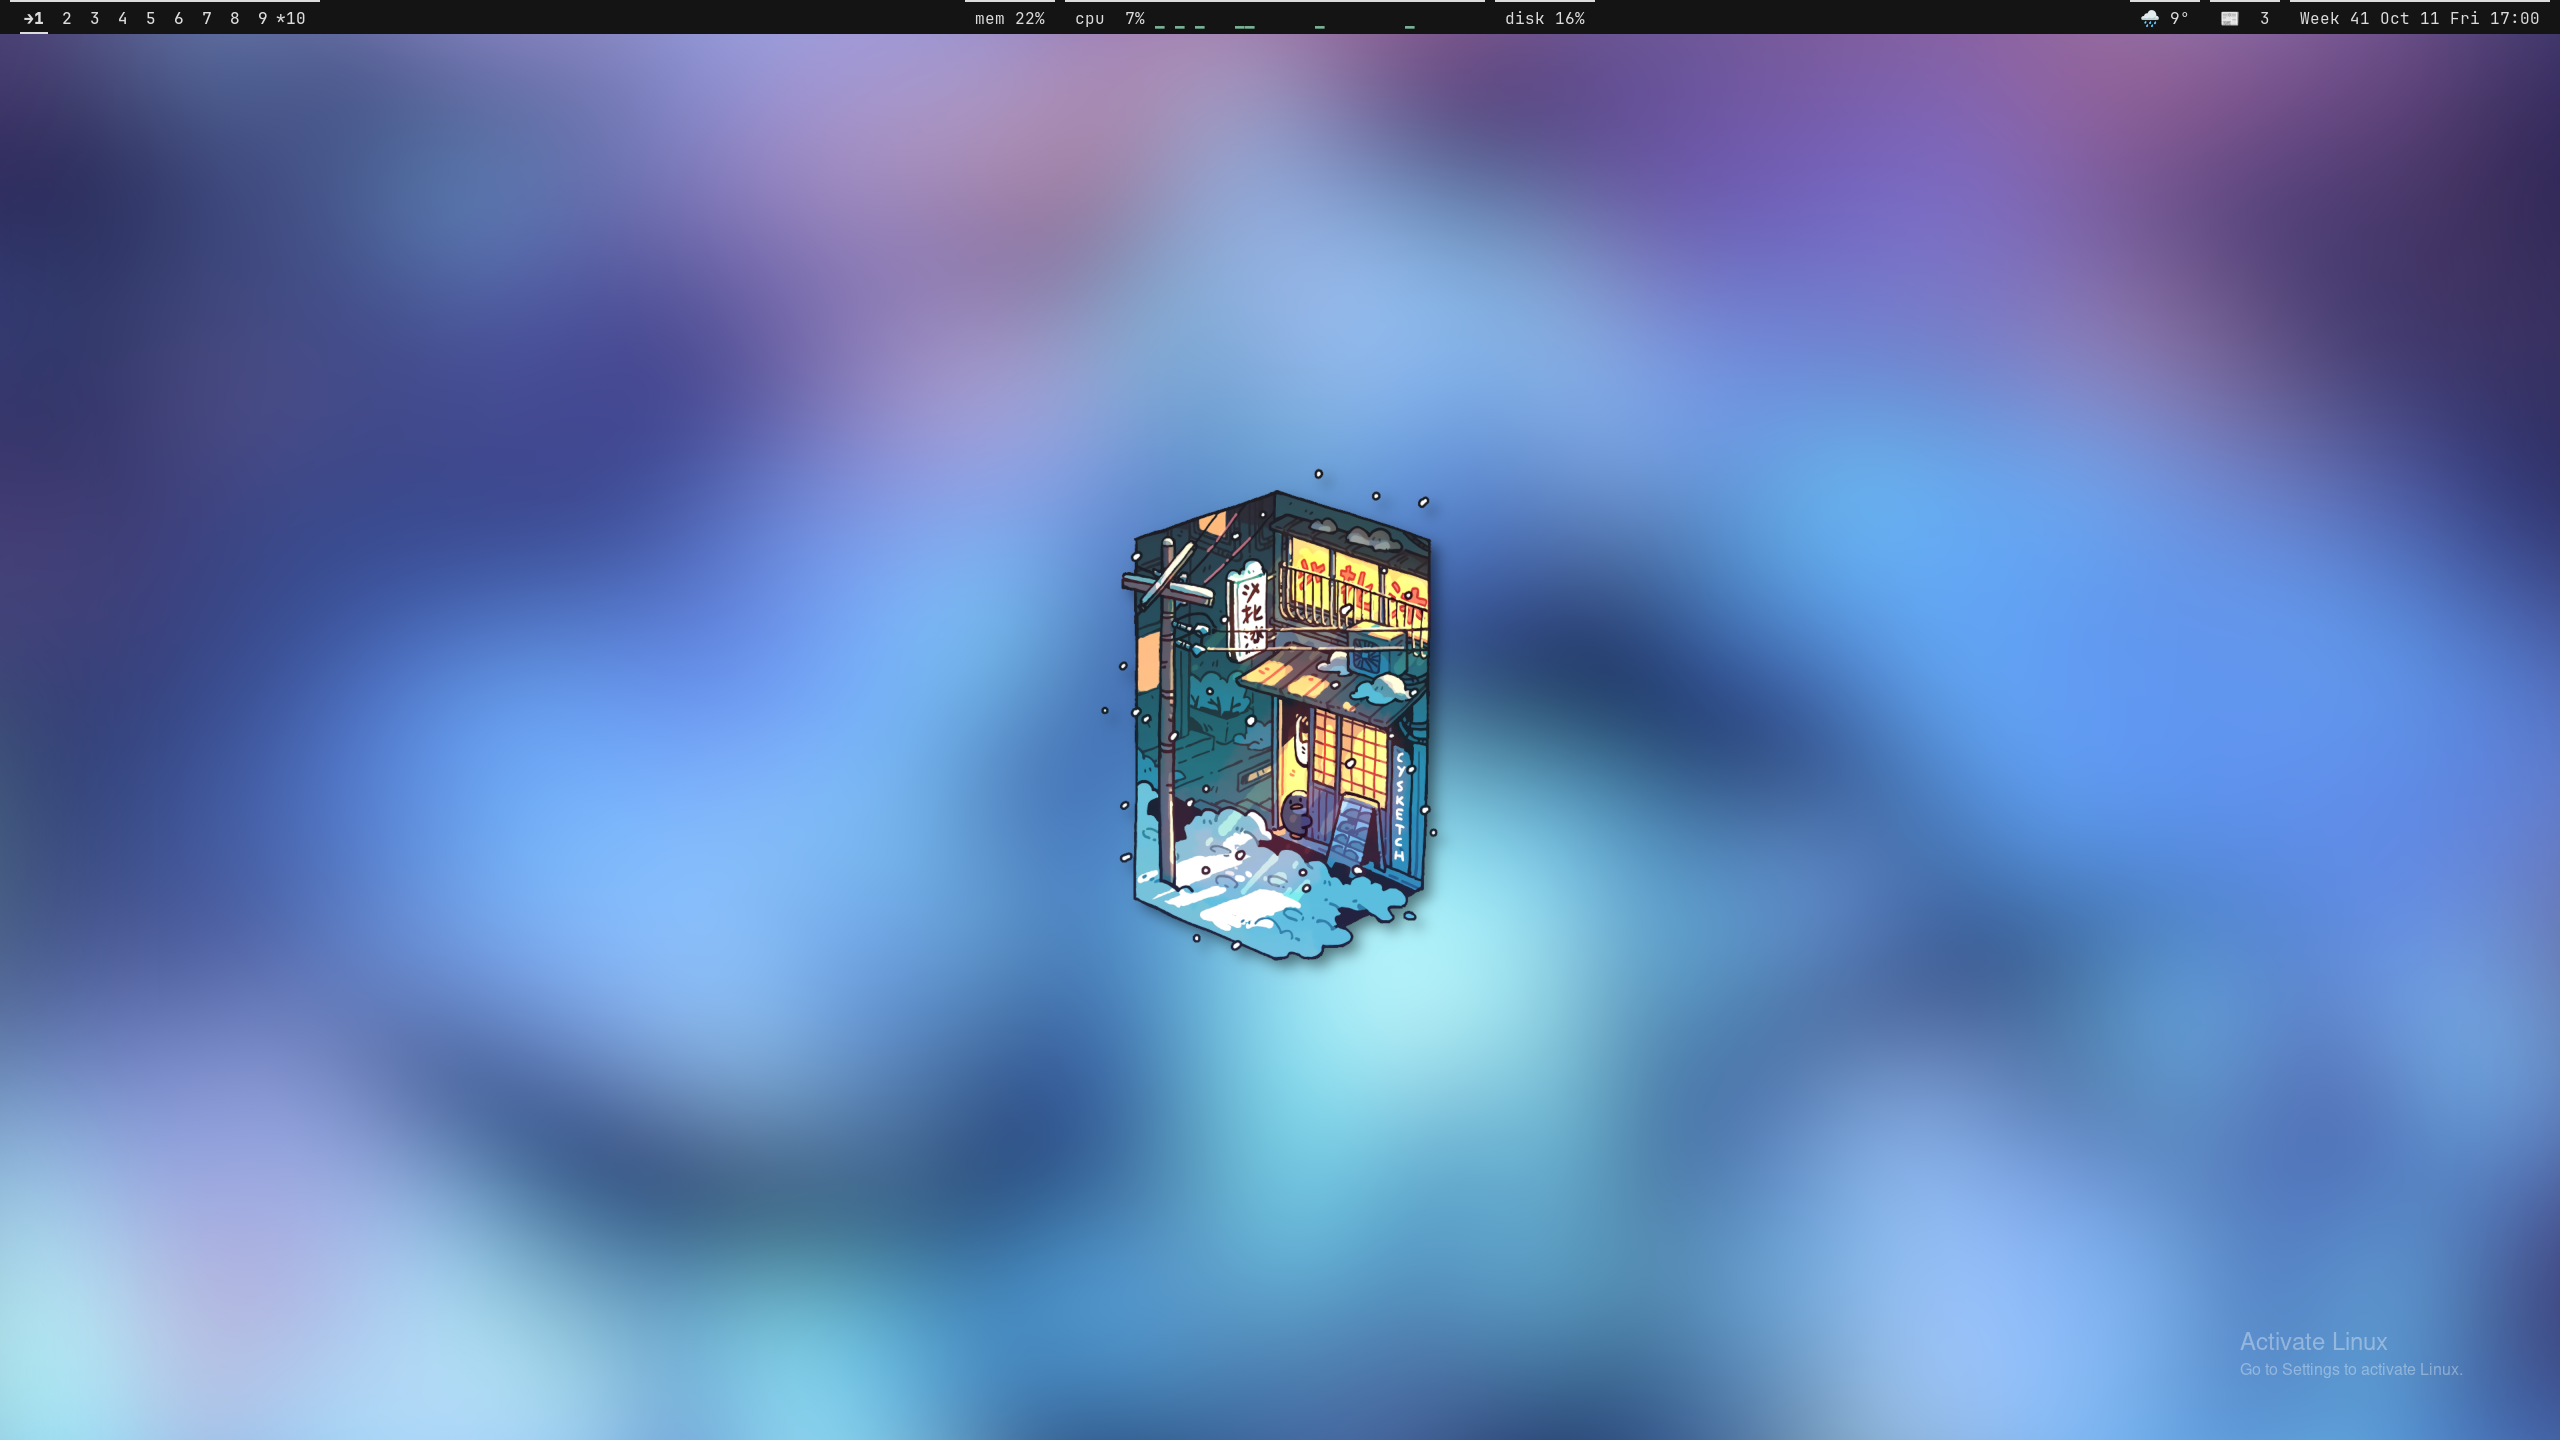 →1 2 3 4 5 6 7 8 9 *10
mem 22%
cpu 7%
disk 16%
9°
3
Week 41 Oct 11 Fri 17:00
CYSKETCH
Activate Linux
Go to Settings to activate Linux.